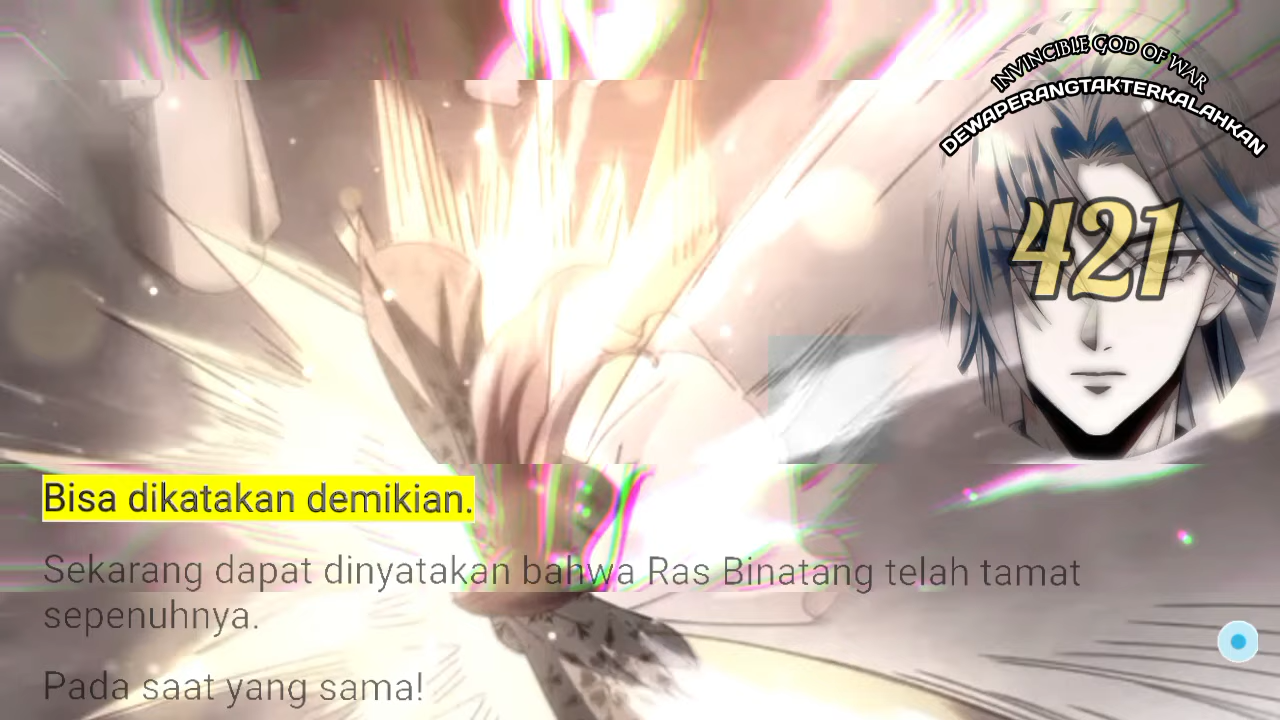 INVINCIBLE GOD OF WAR
DEWAPERANGTAKTERKALAHKAN
421
Bisa dikatakan demikian.
Sekarang dapat dinyatakan bahwa Ras Binatang telah tamat
sepenuhnya.
Pada saat yang sama!